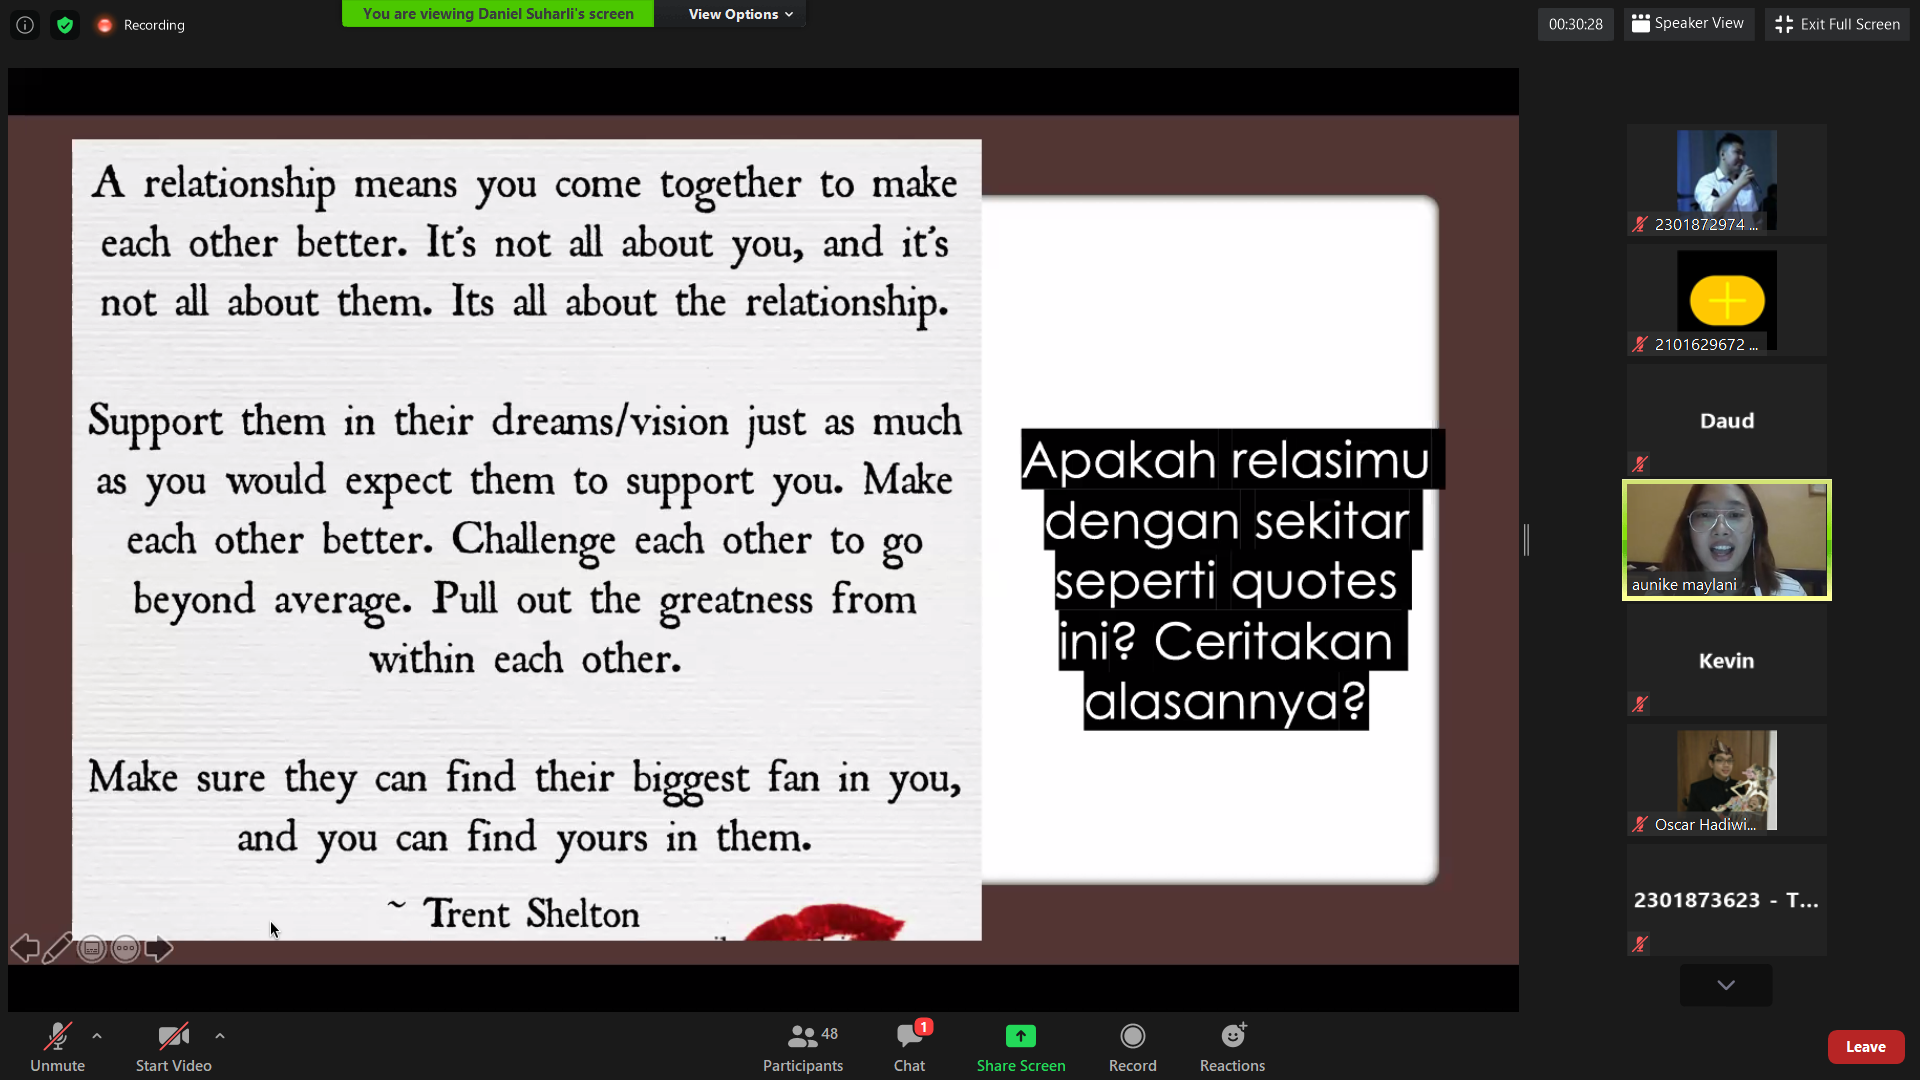 Recording
You are viewing Daniel Suharli's screen
View Options
00:30:28
Speaker View
Exit Full Screen
A relationship means you come together to make
each other better. It's not all about you, and it's
not all about them. Its all about the relationship.
Support them in their dreams/vision just as much
as you would expect them to support you. Make
each other better. Challenge each other to go
beyond average. Pull out the greatness from
within each other.
Make sure they can find their biggest fan in you,
and you can find yours in them.
~ Trent Shelton
Apakah relasimu
dengan sekitar
seperti quotes
ini? Ceritakan
alasannya?
2301872974 ...
2101629672 ...
Daud
aunike maylani
Kevin
Oscar Hadiwi...
2301873623 - T...
Unmute
Start Video
Participants
48
Chat
1
Share Screen
Record
Reactions
Leave